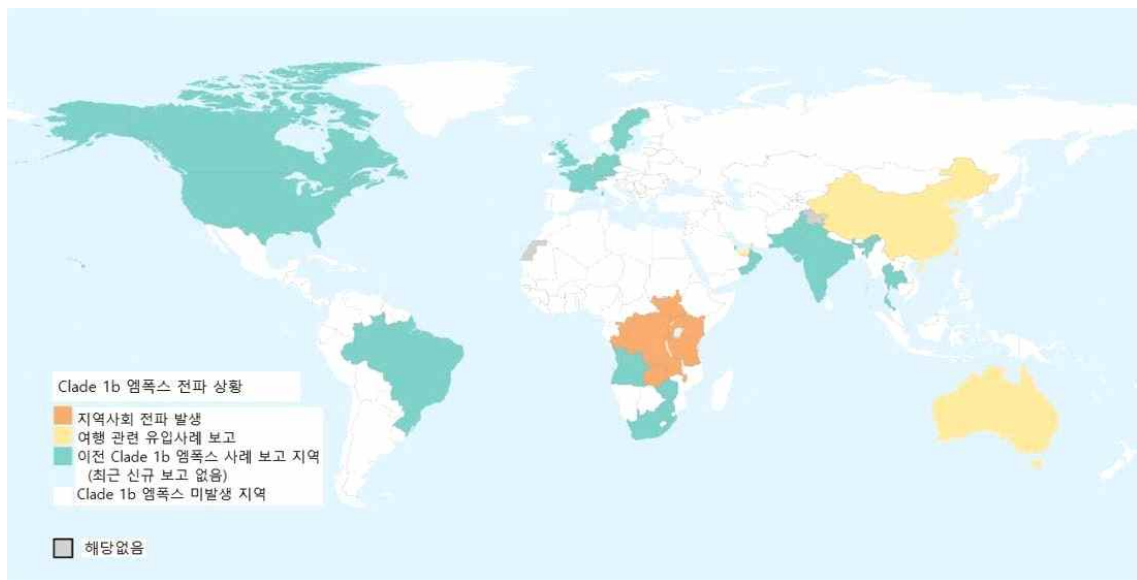 Clade 1b 엠폭스 전파 상황
지역사회 전파 발생
여행 관련 유입사례 보고
이전 Clade 1b 엠폭스 사례 보고 지역
(최근 신규 보고 없음)
Clade 1b 엠폭스 미발생 지역
해당없음